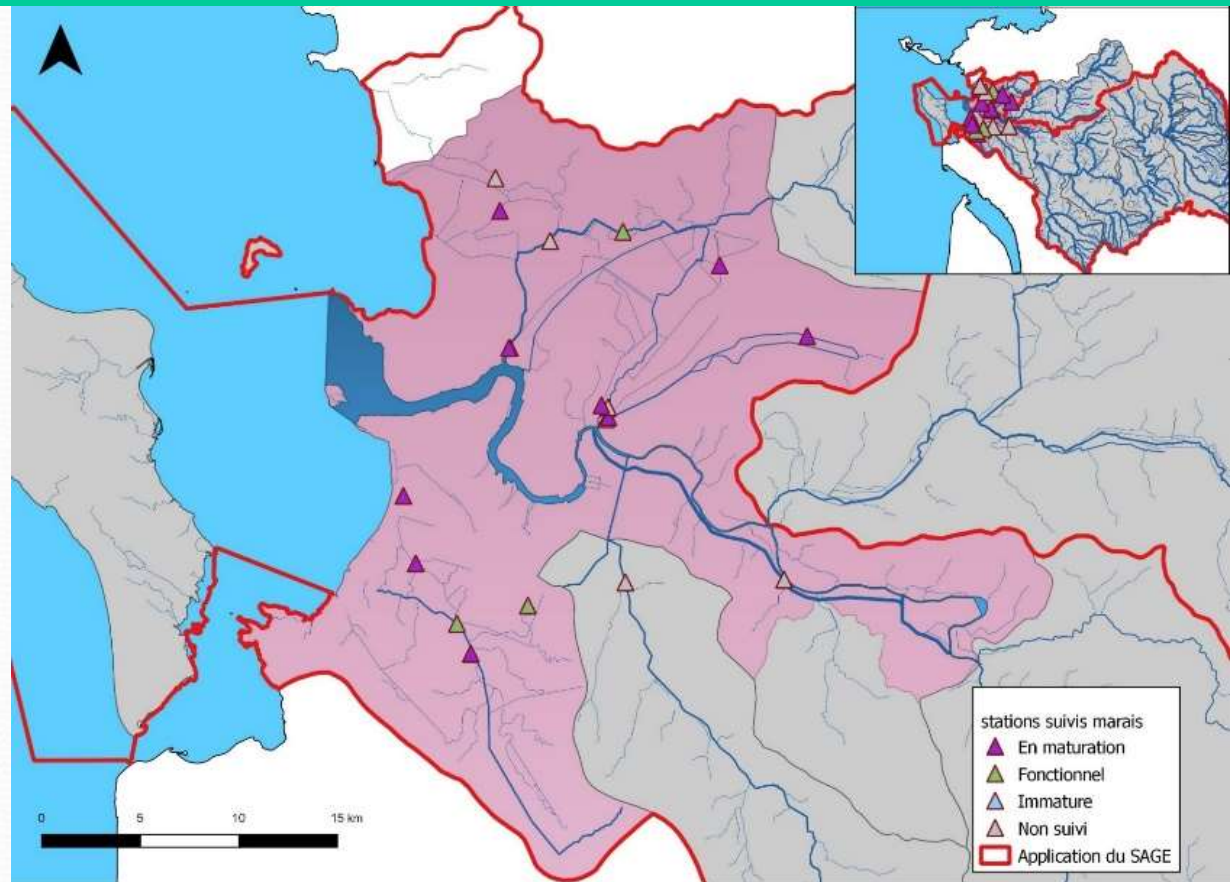 stations suivis marais
En maturation
Fonctionnel
Immature
Non suivi
Application du SAGE
0 5 10 15 km